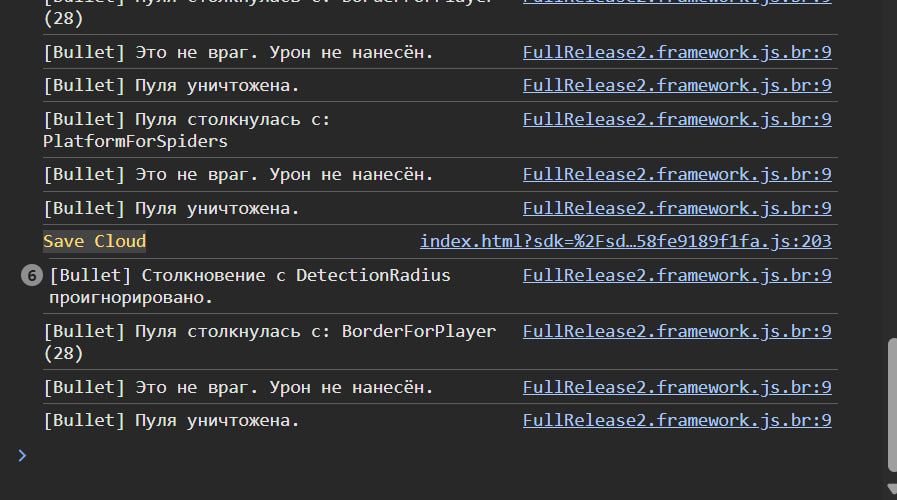 [Bullet] Пуля столкнулась с: BorderForPlayer FullRelease2.framework.js.br:9
(28)
[Bullet] Это не враг. Урон не нанесён. FullRelease2.framework.js.br:9
[Bullet] Пуля уничтожена. FullRelease2.framework.js.br:9
[Bullet] Пуля столкнулась с: FullRelease2.framework.js.br:9
PlatformForSpiders
[Bullet] Это не враг. Урон не нанесён. FullRelease2.framework.js.br:9
[Bullet] Пуля уничтожена. FullRelease2.framework.js.br:9
Save Cloud index.html?sdk=%2Fsd…58fe9189f1fa.js:203
6 [Bullet] Столкновение с DetectionRadius FullRelease2.framework.js.br:9
проигнорировано.
[Bullet] Пуля столкнулась с: BorderForPlayer FullRelease2.framework.js.br:9
(28)
[Bullet] Это не враг. Урон не нанесён. FullRelease2.framework.js.br:9
[Bullet] Пуля уничтожена. FullRelease2.framework.js.br:9